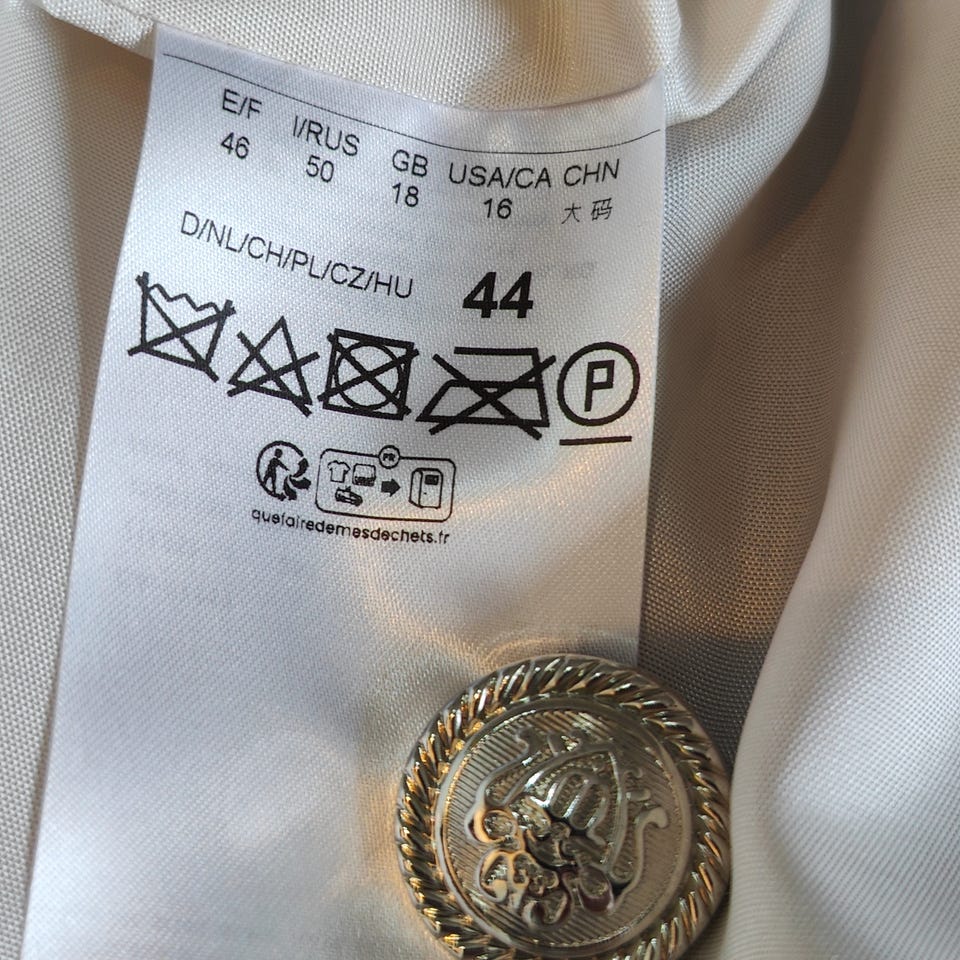 E/F I/RUS GB USA/CA CHN
46 50 18 16 大码
D/NL/CH/PL/CZ/HU 44
P
FR
quefairedemesdechets.fr